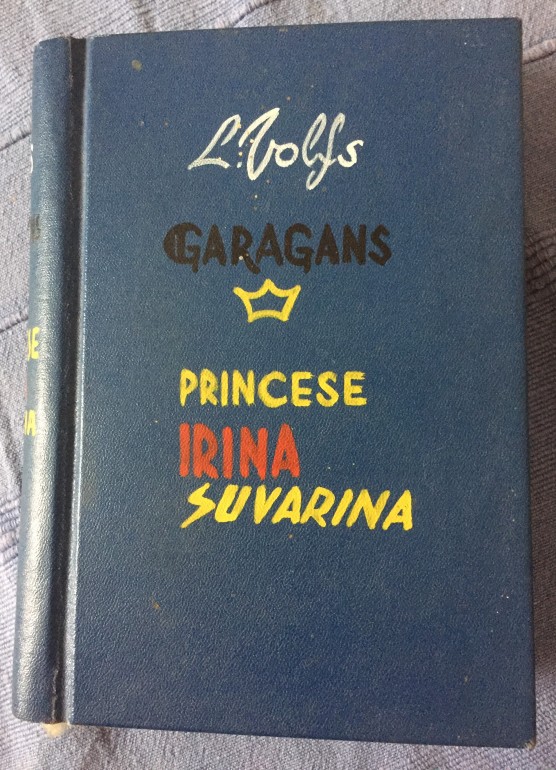 L. Volfs
GARAGANS
PRINCESE
IRINA
SUVARINA